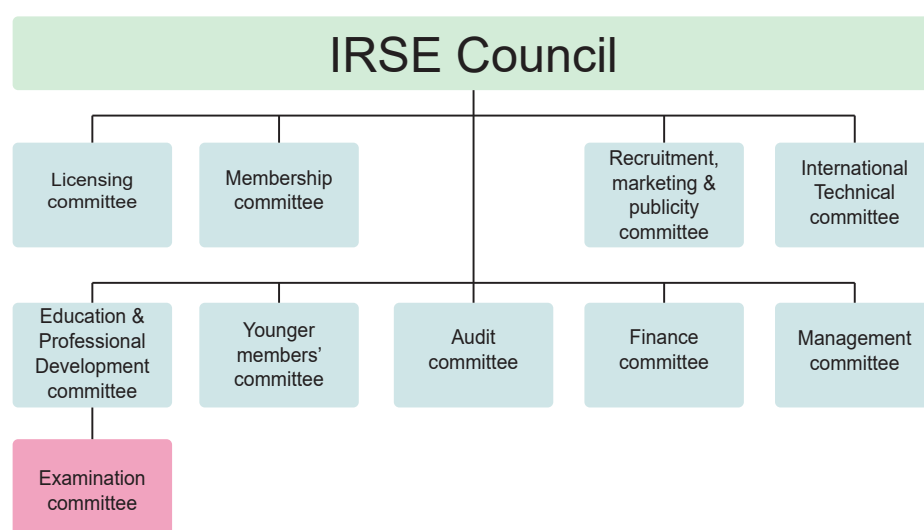 IRSE Council
Licensing
committee
Membership
committee
Recruitment,
marketing &
publicity
committee
International
Technical
committee
Education &
Professional
Development
committee
Younger
members’
committee
Audit
committee
Finance
committee
Management
committee
Examination
committee